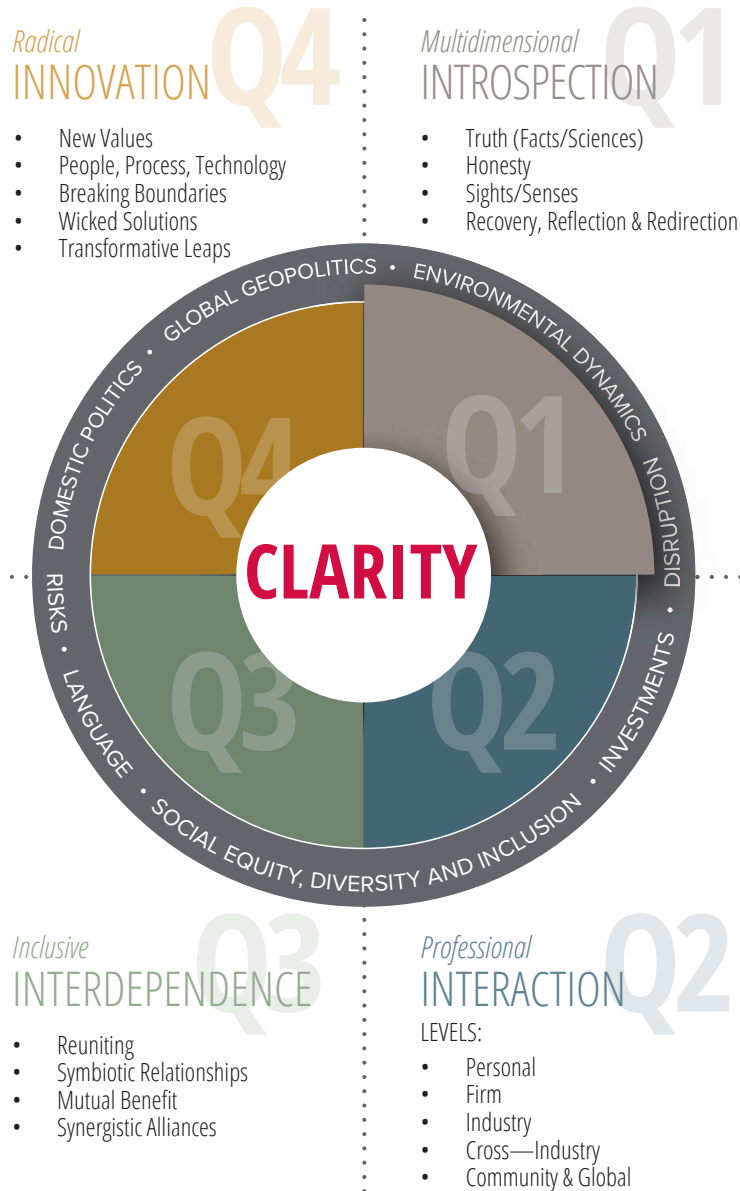 Q4
Radical
INNOVATION
• New Values
• People, Process, Technology
• Breaking Boundaries
• Wicked Solutions
• Transformative Leaps
Q1
Multidimensional
INTROSPECTION
• Truth (Facts/Sciences)
• Honesty
• Sights/Senses
• Recovery, Reflection & Redirection
GLOBAL GEOPOLITICS •
ENVIRONMENTAL DYNAMICS
DISRUPTION •
INVESTMENTS •
SOCIAL EQUITY, DIVERSITY AND INCLUSION •
LANGUAGE •
RISKS
DOMESTIC POLITICS •
Q4
Q1
CLARITY
Q3
Q2
Q3
Inclusive
INTERDEPENDENCE
• Reuniting
• Symbiotic Relationships
• Mutual Benefit
• Synergistic Alliances
Q2
Professional
INTERACTION
LEVELS:
• Personal
• Firm
• Industry
• Cross—Industry
• Community & Global